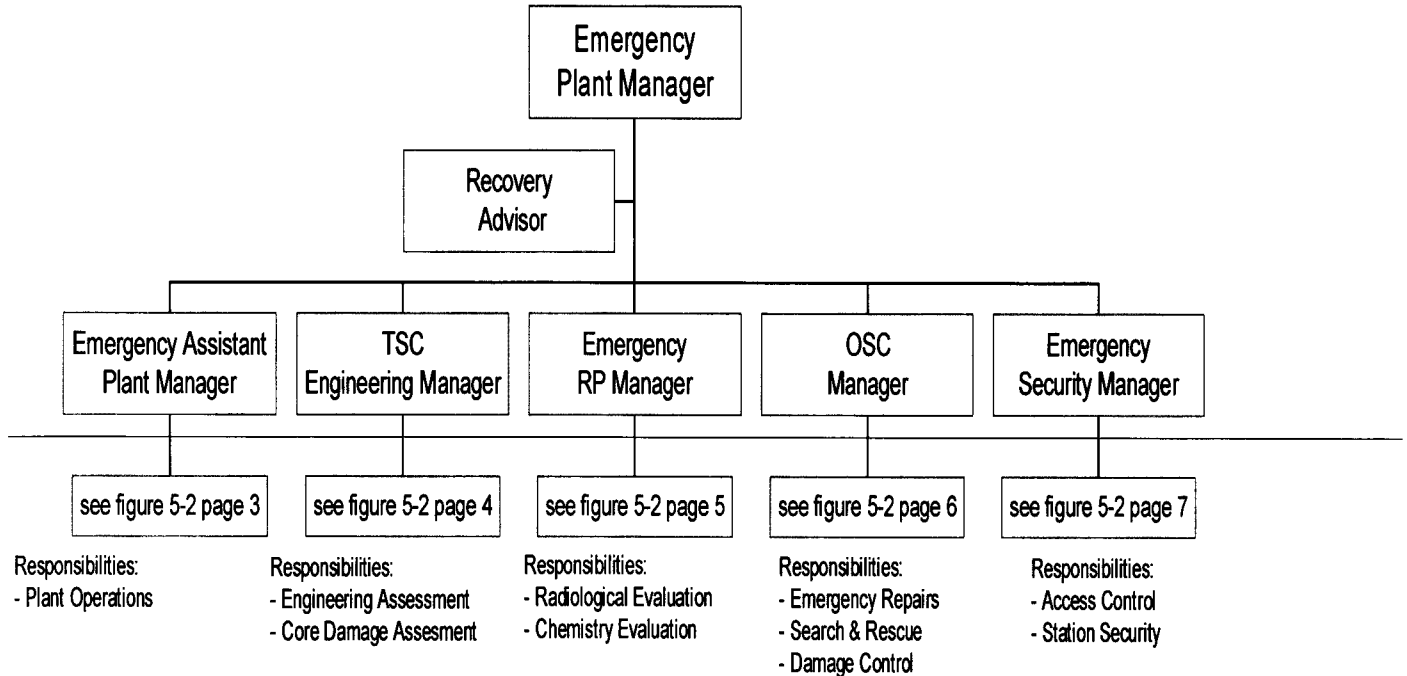 Emergency
Plant Manager
Recovery
Advisor
Emergency Assistant
Plant Manager
TSC
Engineering Manager
Emergency
RP Manager
OSC
Manager
Emergency
Security Manager
see figure 5-2 page 3
see figure 5-2 page 4
see figure 5-2 page 5
see figure 5-2 page 6
see figure 5-2 page 7
Responsibilities:
- Plant Operations
Responsibilities:
- Engineering Assessment
- Core Damage Assesment
Responsibilities:
- Radiological Evaluation
- Chemistry Evaluation
Responsibilities:
- Emergency Repairs
- Search & Rescue
- Damage Control
Responsibilities:
- Access Control
- Station Security